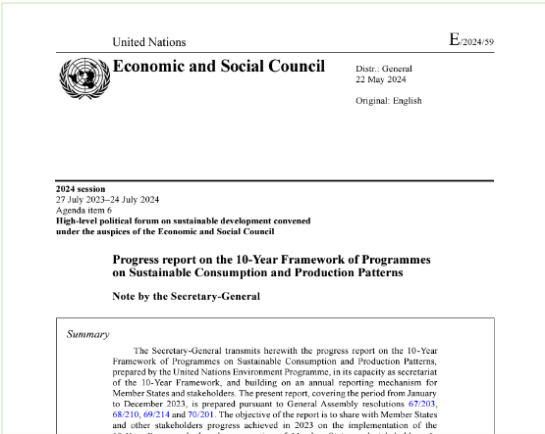 United Nations E/2024/59
Economic and Social Council
Distr.: General
22 May 2024
Original: English
2024 session
27 July 2023–24 July 2024
Agenda item 6
High-level political forum on sustainable development convened
under the auspices of the Economic and Social Council
Progress report on the 10-Year Framework of Programmes
on Sustainable Consumption and Production Patterns
Note by the Secretary-General
Summary
The Secretary-General transmits herewith the progress report on the 10-Year
Framework of Programmes on Sustainable Consumption and Production Patterns,
prepared by the United Nations Environment Programme, in its capacity as secretariat
of the 10-Year Framework, and building on an annual reporting mechanism for
Member States and stakeholders. The present report, covering the period from January
to December 2023, is prepared pursuant to General Assembly resolutions 67/203,
68/210, 69/214 and 70/201. The objective of the report is to share with Member States
and other stakeholders progress achieved in 2023 on the implementation of the